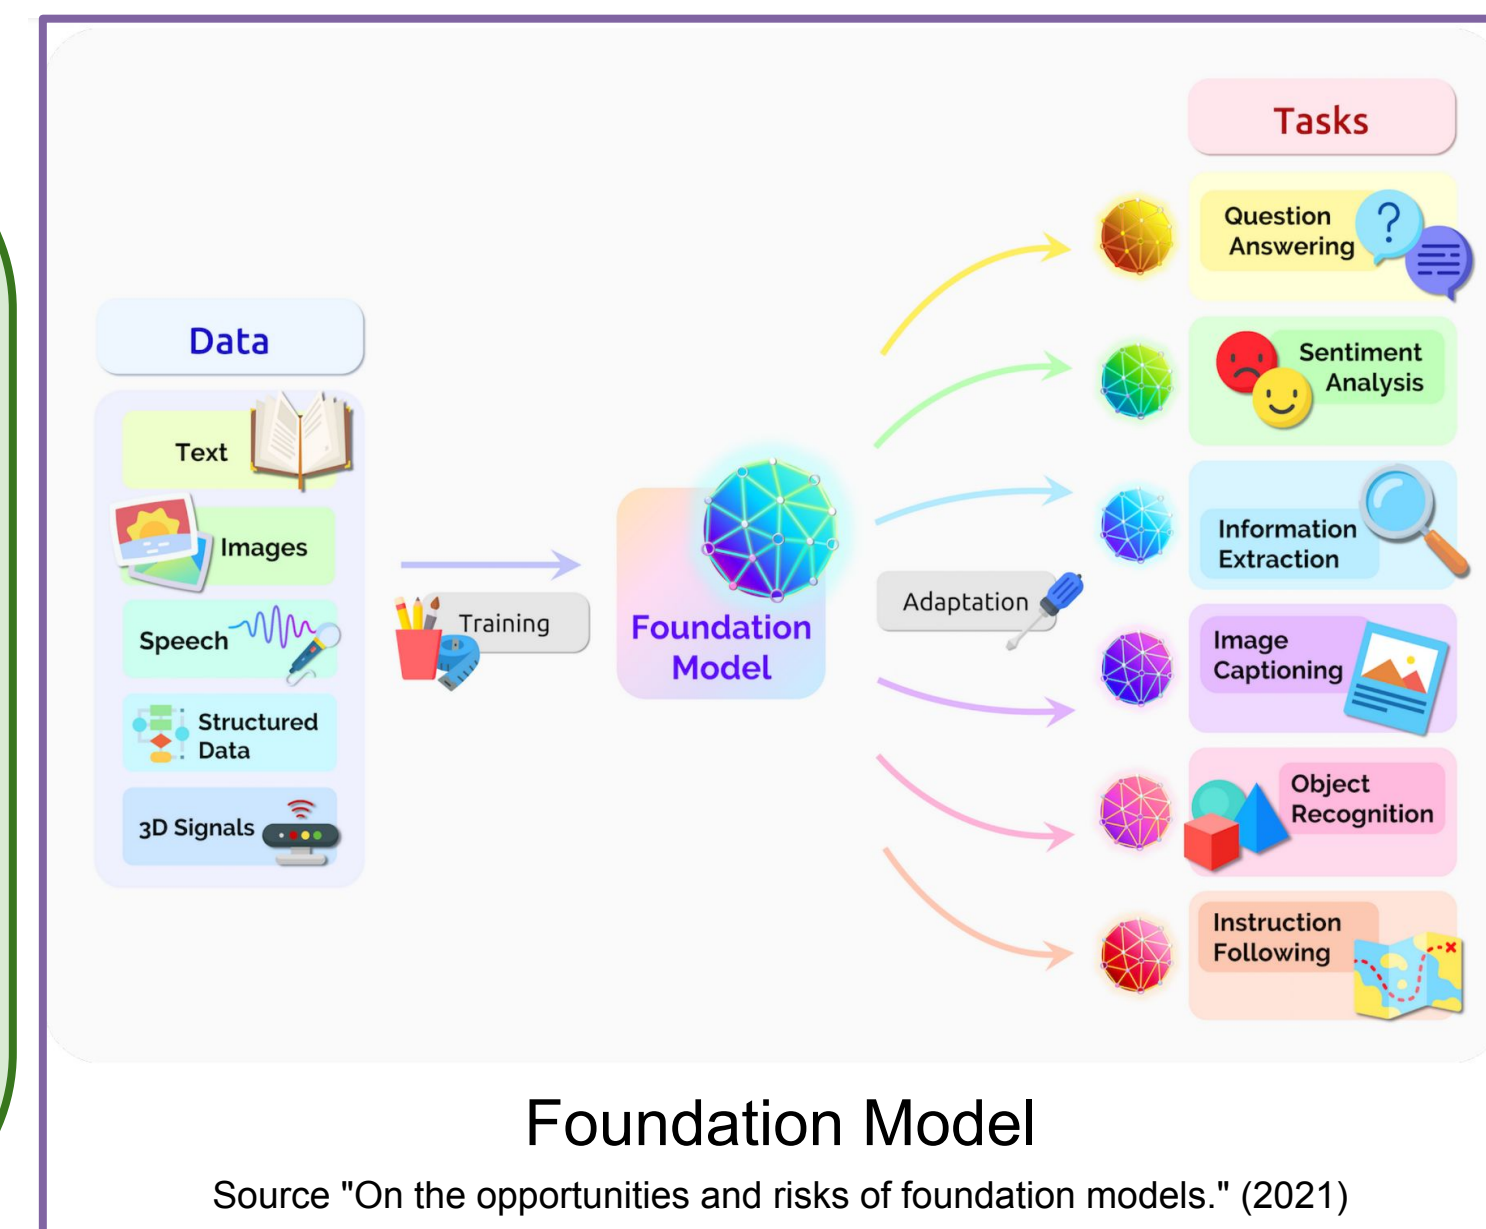 Data
Text
Images
Speech
Structured
Data
3D Signals
Training
Foundation
Model
Adaptation
Tasks
Question
Answering
Sentiment
Analysis
Information
Extraction
Image
Captioning
Object
Recognition
Instruction
Following
Foundation Model
Source "On the opportunities and risks of foundation models." (2021)